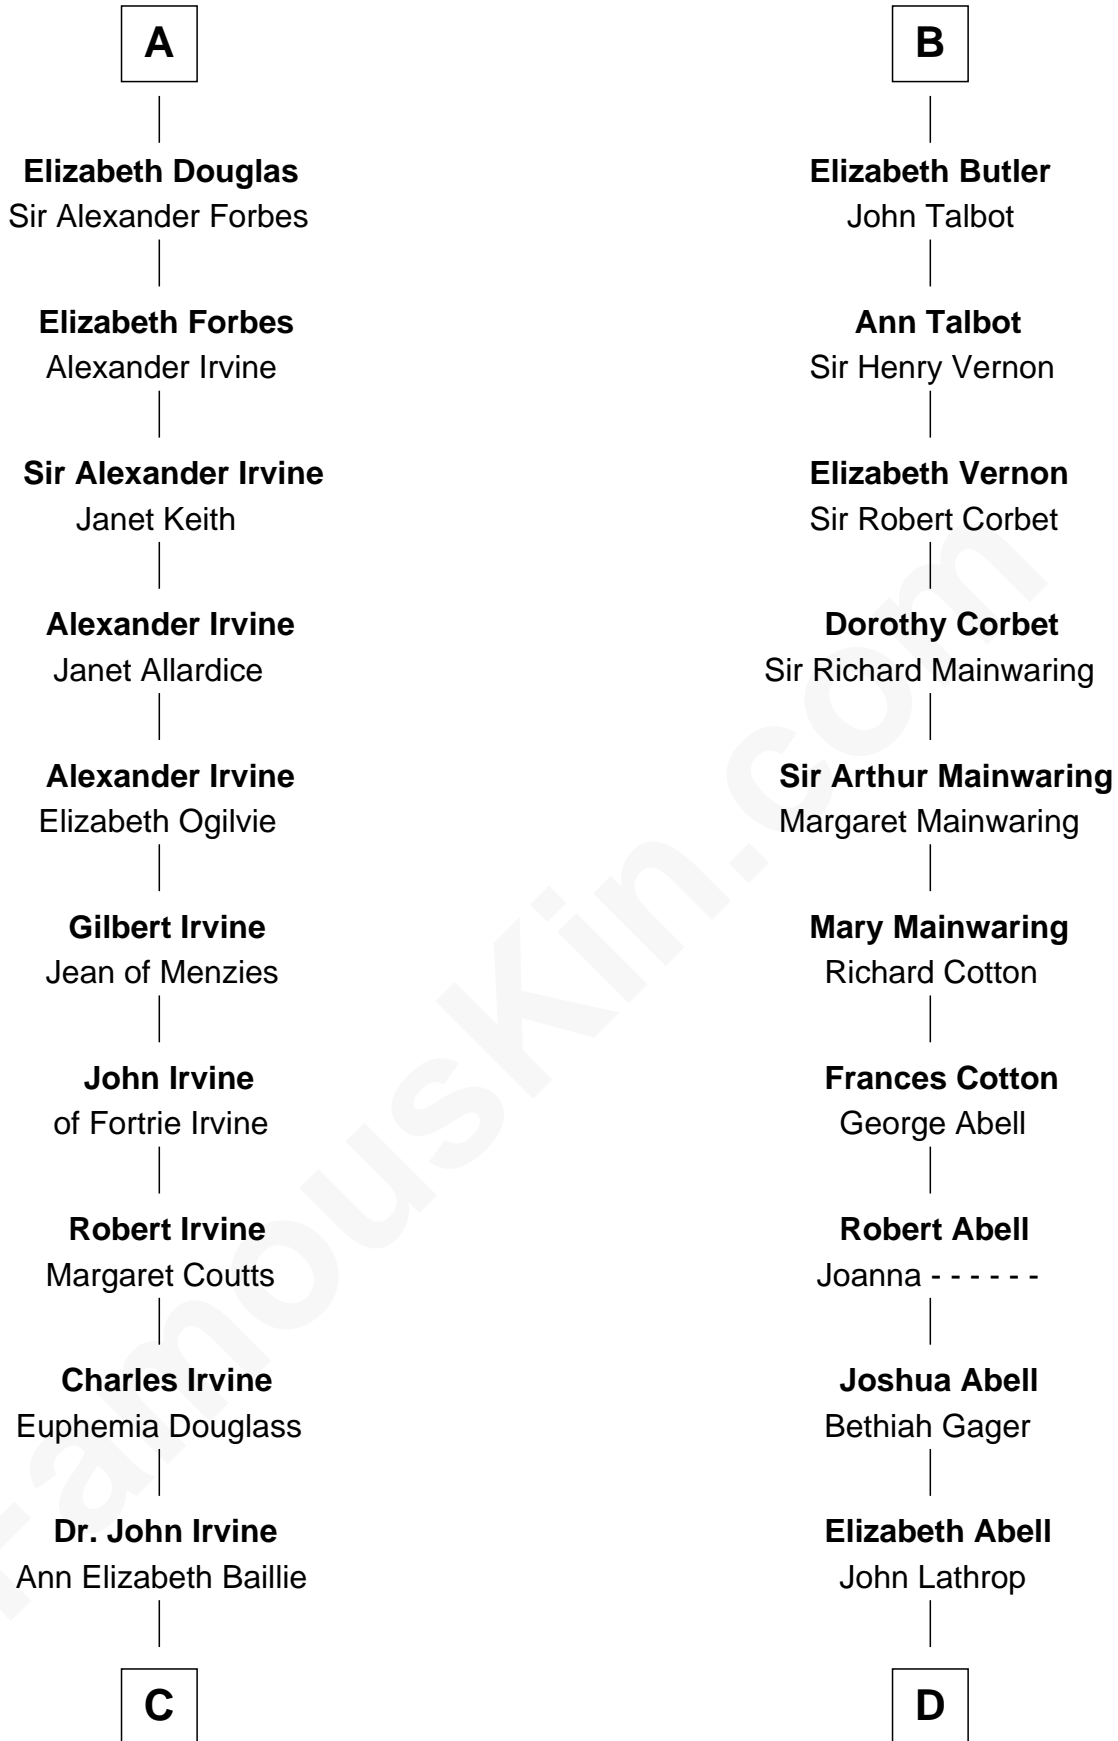 A
Elizabeth Douglas
Sir Alexander Forbes
Elizabeth Forbes
Alexander Irvine
Sir Alexander Irvine
Janet Keith
Alexander Irvine
Janet Allardice
Alexander Irvine
Elizabeth Ogilvie
Gilbert Irvine
Jean of Menzies
John Irvine
of Fortrie Irvine
Robert Irvine
Margaret Coutts
Charles Irvine
Euphemia Douglass
Dr. John Irvine
Ann Elizabeth Baillie
C
B
Elizabeth Butler
John Talbot
Ann Talbot
Sir Henry Vernon
Elizabeth Vernon
Sir Robert Corbet
Dorothy Corbet
Sir Richard Mainwaring
Sir Arthur Mainwaring
Margaret Mainwaring
Mary Mainwaring
Richard Cotton
Frances Cotton
George Abell
Robert Abell
Joanna - - - - - -
Joshua Abell
Bethiah Gager
Elizabeth Abell
John Lathrop
D
FamousKin.com